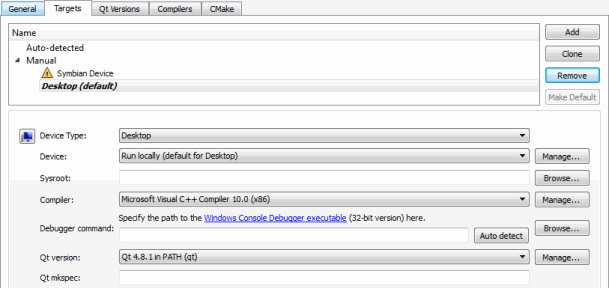 General Targets Qt Versions Compilers CMake
Name
Add
Auto-detected
Clone
Manual
Symbian Device
Remove
Desktop (default)
Make Default
Device Type: Desktop
Device: Run locally (default for Desktop) Manage...
Sysroot: Browse...
Compiler: Microsoft Visual C++ Compiler 10.0 (x86) Manage...
Specify the path to the Windows Console Debugger executable (32-bit version) here.
Debugger command: Browse...
Auto detect
Qt version: Qt 4.8.1 in PATH (qt) Manage...
Qt mkspec: